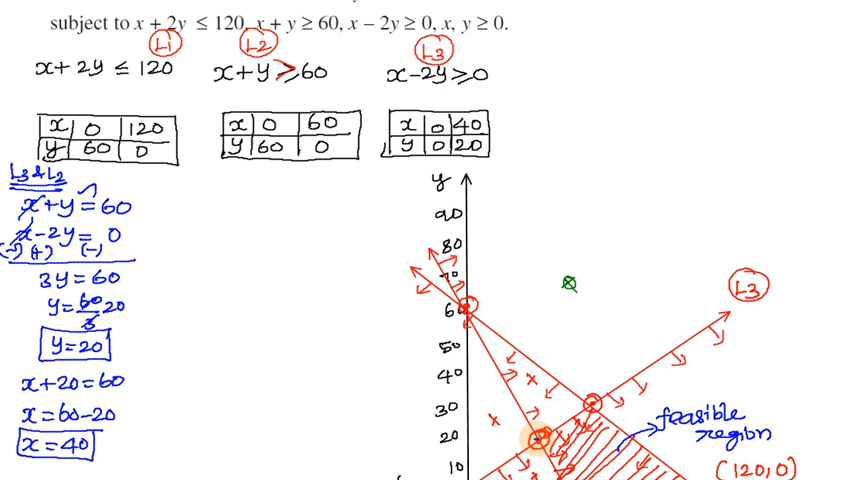 subject to x + 2y ≤ 120, x + y ≥ 60, x − 2y ≥ 0, x, y ≥ 0.
L1 L2 L3
x+2y ≤ 120 x+y ≥ 60 x-2y ≥ 0
x 0 120
y 60 0
x 0 60
y 60 0
x 0 40
y 0 20
L3 & L2
x+y = 60
x-2y = 0
(-) (+) (-)
3y = 60
y = 60/3 20
y = 20
x+20 = 60
x = 60-20
x = 40
y
90
80
70
60
50
40
30
20
10
L3
feasible
region
(120,0)